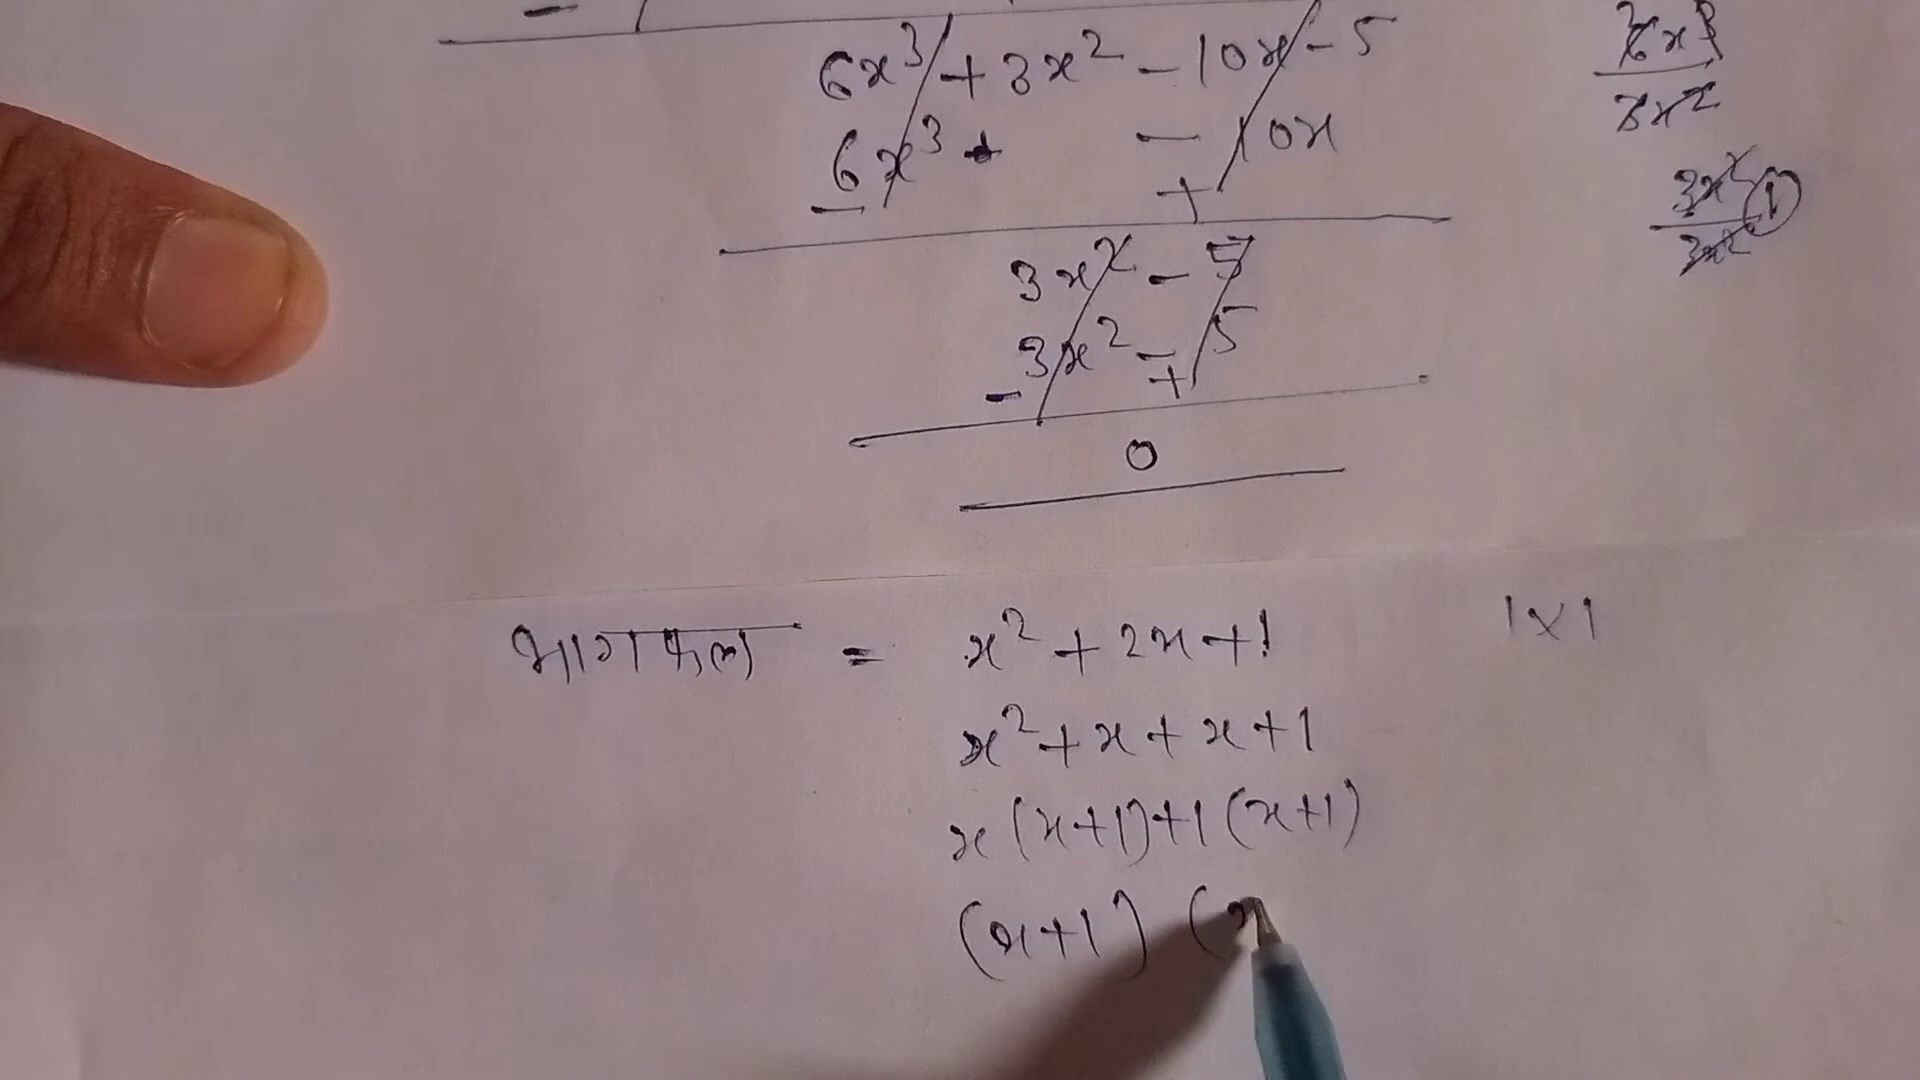 6x³ + 3x² - 10x - 5
6x³ + - 10x
- +
3x² - 5
3x² - 5
- +
0
6x³
3x²
3x² 1
3x²
भागफल = x² + 2x + 1
1 x 1
x² + x + x + 1
x (x+1) + 1 (x+1)
(x+1) (x